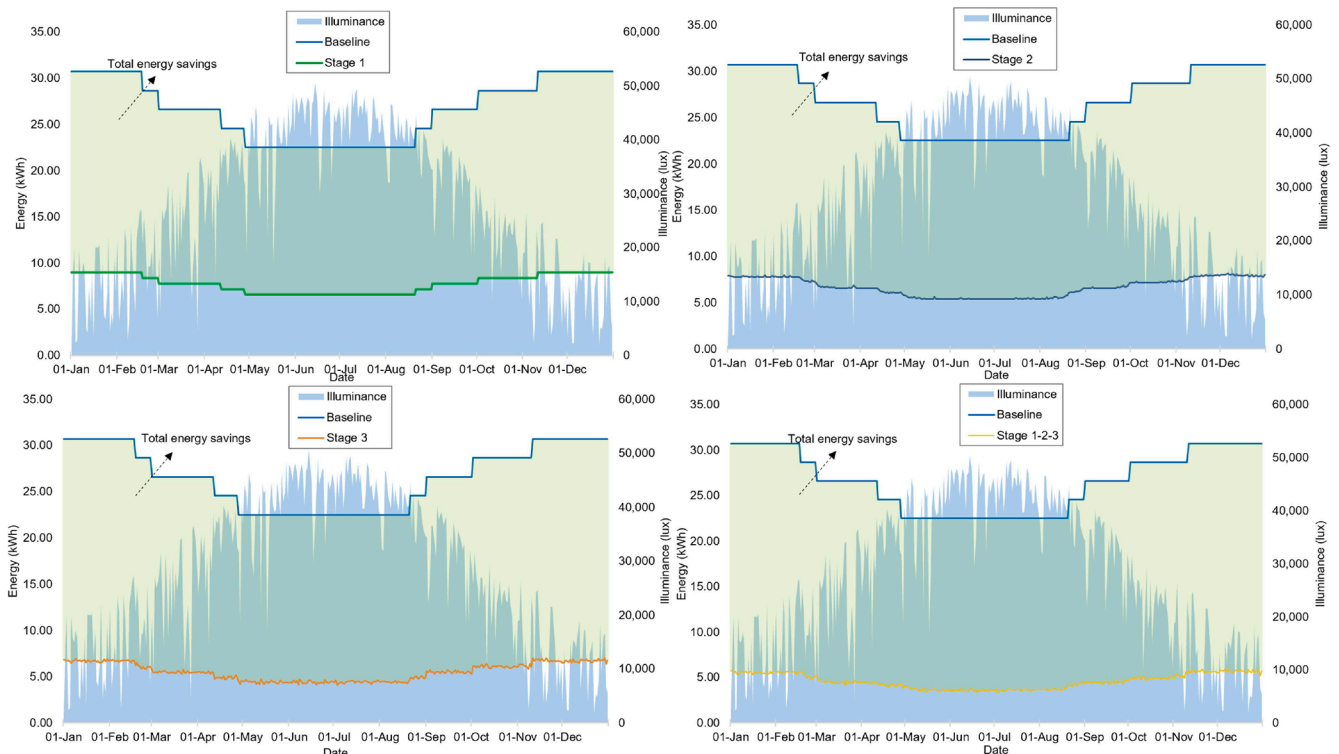 Illuminance
Baseline
Stage 1
Total energy savings
35.00
30.00
25.00
20.00
15.00
10.00
5.00
0.00
Energy (kWh)
60,000
50,000
40,000
30,000
20,000
10,000
0
Illuminance (lux)
01-Jan 01-Feb 01-Mar 01-Apr 01-May 01-Jun 01-Jul 01-Aug 01-Sep 01-Oct 01-Nov 01-Dec
Date
Illuminance
Baseline
Stage 2
Total energy savings
35.00
30.00
25.00
20.00
15.00
10.00
5.00
0.00
Energy (kWh)
60,000
50,000
40,000
30,000
20,000
10,000
0
Illuminance (lux)
01-Jan 01-Feb 01-Mar 01-Apr 01-May 01-Jun 01-Jul 01-Aug 01-Sep 01-Oct 01-Nov 01-Dec
Date
Illuminance
Baseline
Stage 3
Total energy savings
35.00
30.00
25.00
20.00
15.00
10.00
5.00
0.00
Energy (kWh)
60,000
50,000
40,000
30,000
20,000
10,000
0
Illuminance (lux)
01-Jan 01-Feb 01-Mar 01-Apr 01-May 01-Jun 01-Jul 01-Aug 01-Sep 01-Oct 01-Nov 01-Dec
Date
Illuminance
Baseline
Stage 1-2-3
Total energy savings
35.00
30.00
25.00
20.00
15.00
10.00
5.00
0.00
Energy (kWh)
60,000
50,000
40,000
30,000
20,000
10,000
0
Illuminance (lux)
01-Jan 01-Feb 01-Mar 01-Apr 01-May 01-Jun 01-Jul 01-Aug 01-Sep 01-Oct 01-Nov 01-Dec
Date